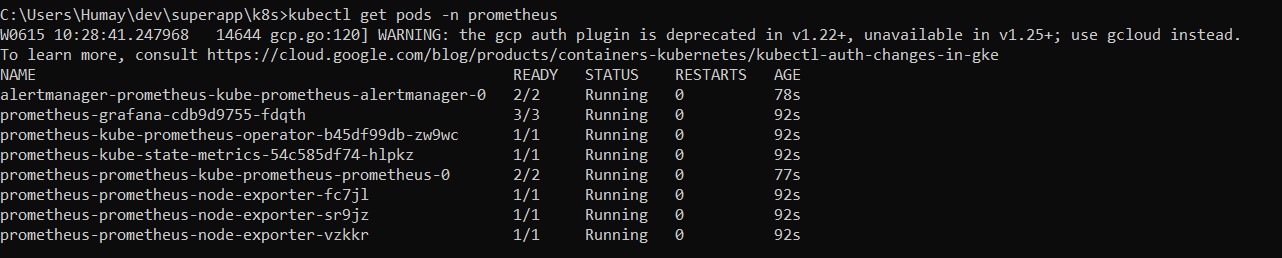 C:\Users\Humay\dev\superapp\k8s>kubectl get pods -n prometheus
W0615 10:28:41.247968   14644 gcp.go:120] WARNING: the gcp auth plugin is deprecated in v1.22+, unavailable in v1.25+; use gcloud instead.
To learn more, consult https://cloud.google.com/blog/products/containers-kubernetes/kubectl-auth-changes-in-gke
NAME                                                     READY   STATUS    RESTARTS   AGE
alertmanager-prometheus-kube-prometheus-alertmanager-0   2/2     Running   0          78s
prometheus-grafana-cdb9d9755-fdqth                       3/3     Running   0          92s
prometheus-kube-prometheus-operator-b45df99db-zw9wc      1/1     Running   0          92s
prometheus-kube-state-metrics-54c585df74-hlpkz           1/1     Running   0          92s
prometheus-prometheus-kube-prometheus-prometheus-0       2/2     Running   0          77s
prometheus-prometheus-node-exporter-fc7jl                1/1     Running   0          92s
prometheus-prometheus-node-exporter-sr9jz                1/1     Running   0          92s
prometheus-prometheus-node-exporter-vzkkr                1/1     Running   0          92s